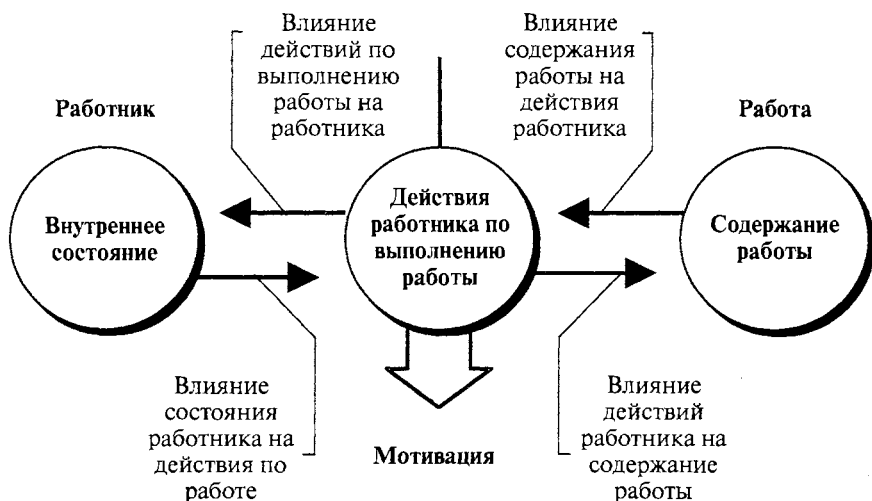 Влияние
действий по
выполнению
работы на
работника
Влияние
содержания
работы на
действия
работника
Работник
Работа
Внутреннее
состояние
Действия
работника по
выполнению
работы
Содержание
работы
Влияние
состояния
работника на
действия по
работе
Мотивация
Влияние
действий
работника на
содержание
работы